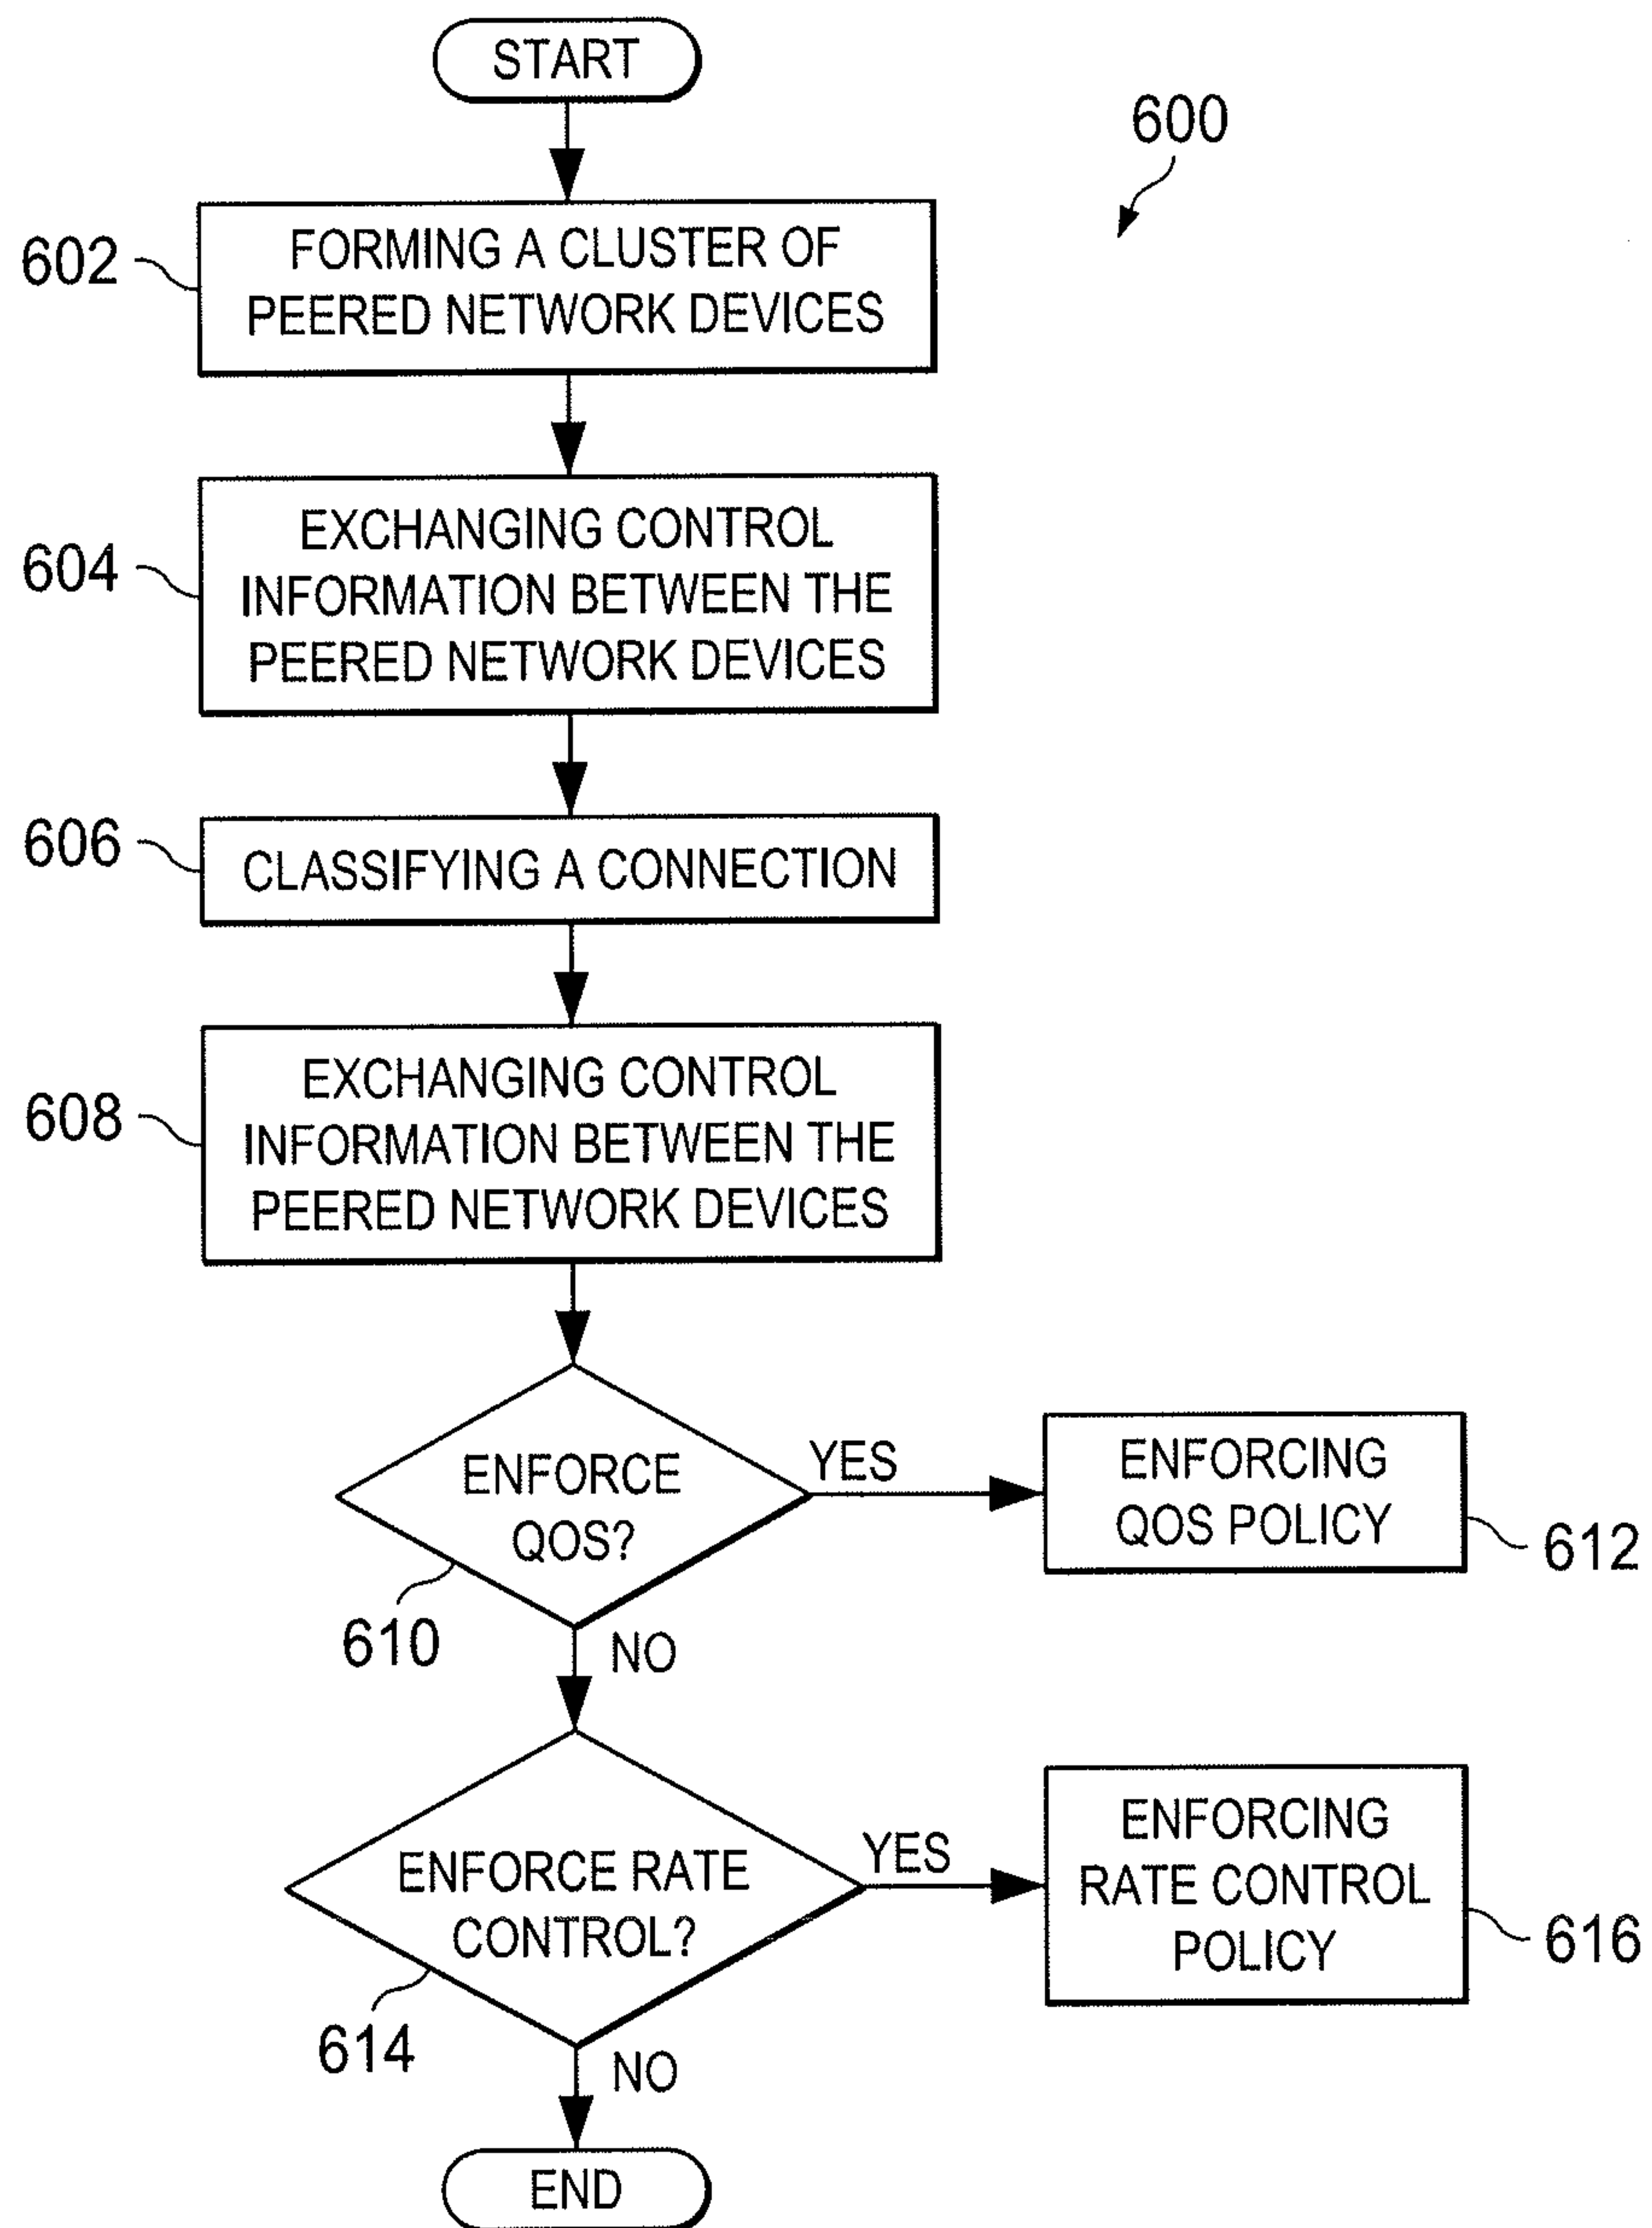 START
600
602
FORMING A CLUSTER OF
PEERED NETWORK DEVICES
604
EXCHANGING CONTROL
INFORMATION BETWEEN THE
PEERED NETWORK DEVICES
606
CLASSIFYING A CONNECTION
608
EXCHANGING CONTROL
INFORMATION BETWEEN THE
PEERED NETWORK DEVICES
ENFORCE
QOS?
YES
610
NO
ENFORCING
QOS POLICY
612
ENFORCE RATE
CONTROL?
YES
614
NO
ENFORCING
RATE CONTROL
POLICY
616
END